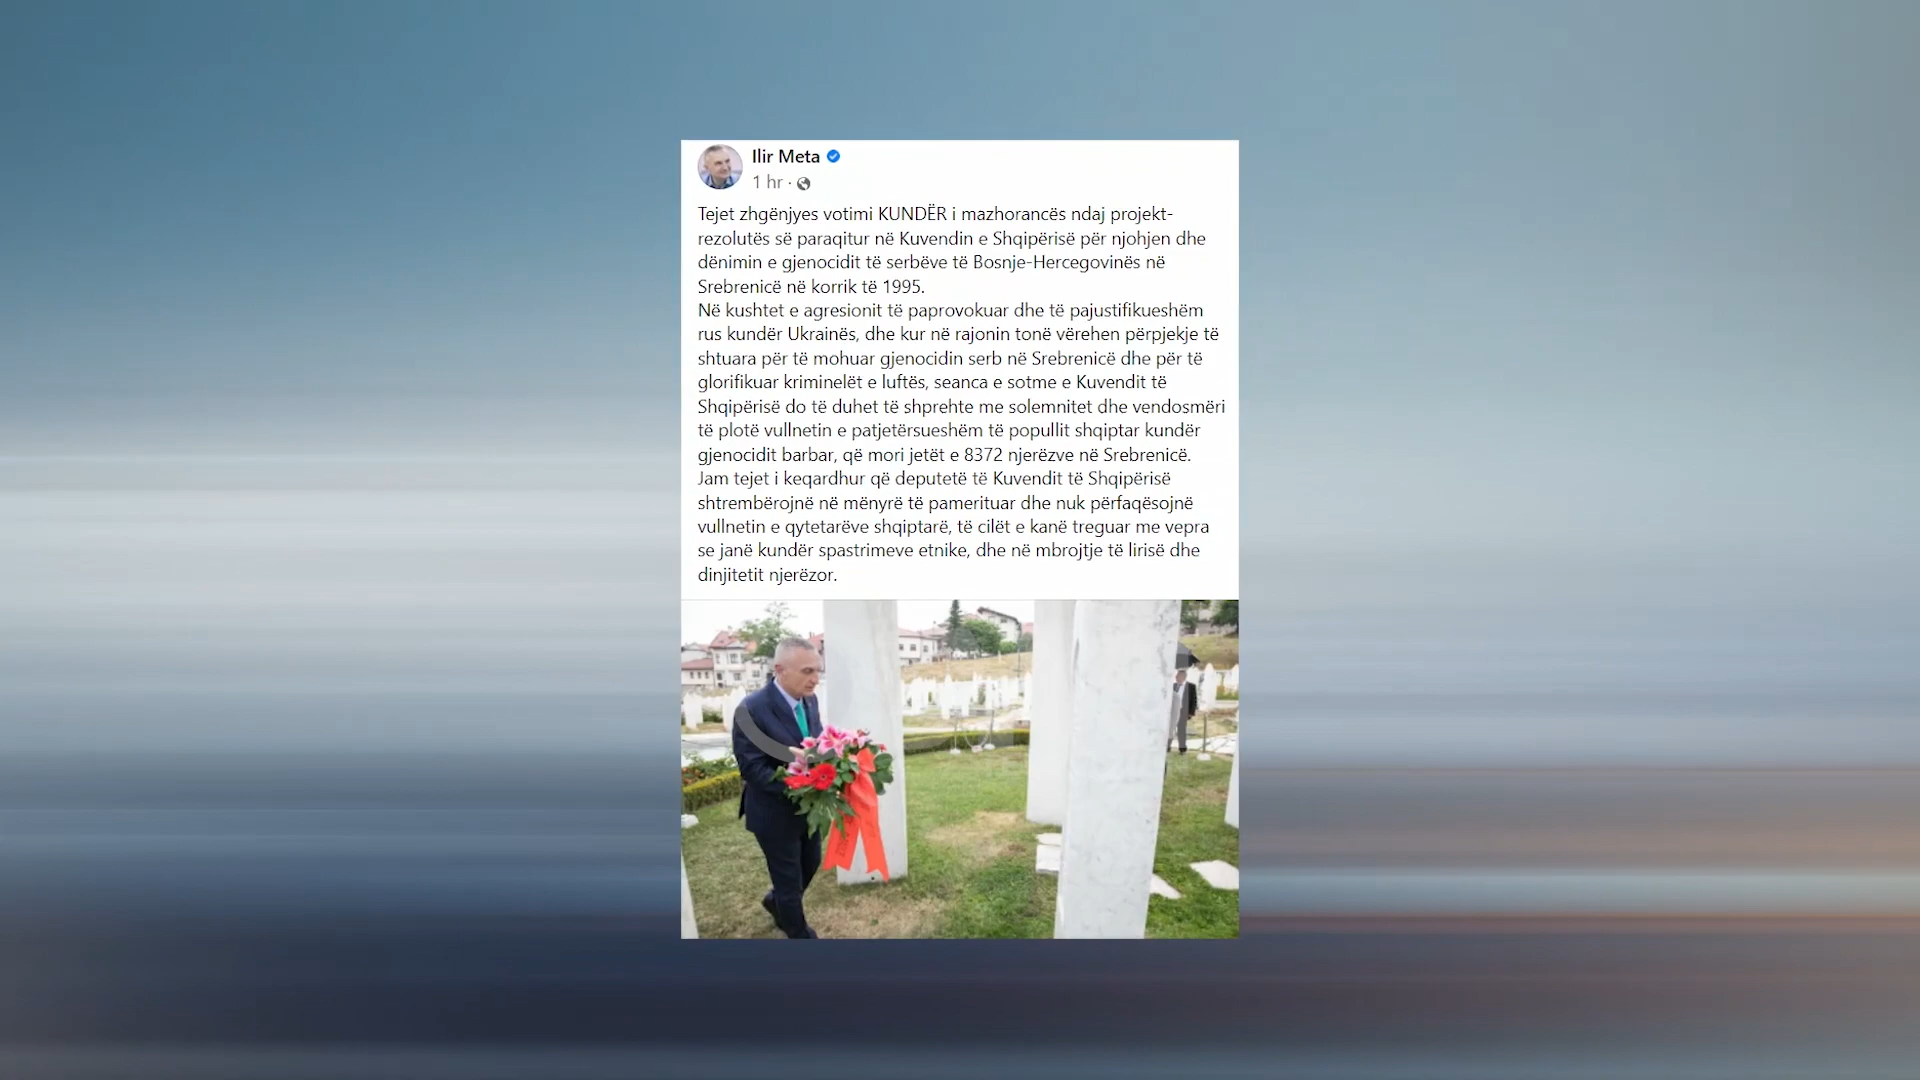 Ilir Meta
1 hr ·
Tejet zhgënjyes votimi KUNDËR i mazhorancës ndaj projekt-
rezolutës së paraqitur në Kuvendin e Shqipërisë për njohjen dhe
dënimin e gjenocidit të serbëve të Bosnje-Hercegovinës në
Srebrenicë në korrik të 1995.
Në kushtet e agresionit të paprovokuar dhe të pajustifikueshëm
rus kundër Ukrainës, dhe kur në rajonin tonë vërehen përpjekje të
shtuara për të mohuar gjenocidin serb në Srebrenicë dhe për të
glorifikuar kriminelët e luftës, seanca e sotme e Kuvendit të
Shqipërisë do të duhet të shprehte me solemnitet dhe vendosmëri
të plotë vullnetin e patjetërsueshëm të popullit shqiptar kundër
gjenocidit barbar, që mori jetët e 8372 njerëzve në Srebrenicë.
Jam tejet i keqardhur që deputetë të Kuvendit të Shqipërisë
shtrembërojnë në mënyrë të pamerituar dhe nuk përfaqësojnë
vullnetin e qytetarëve shqiptarë, të cilët e kanë treguar me vepra
se janë kundër spastrimeve etnike, dhe në mbrojtje të lirisë dhe
dinjitetit njerëzor.